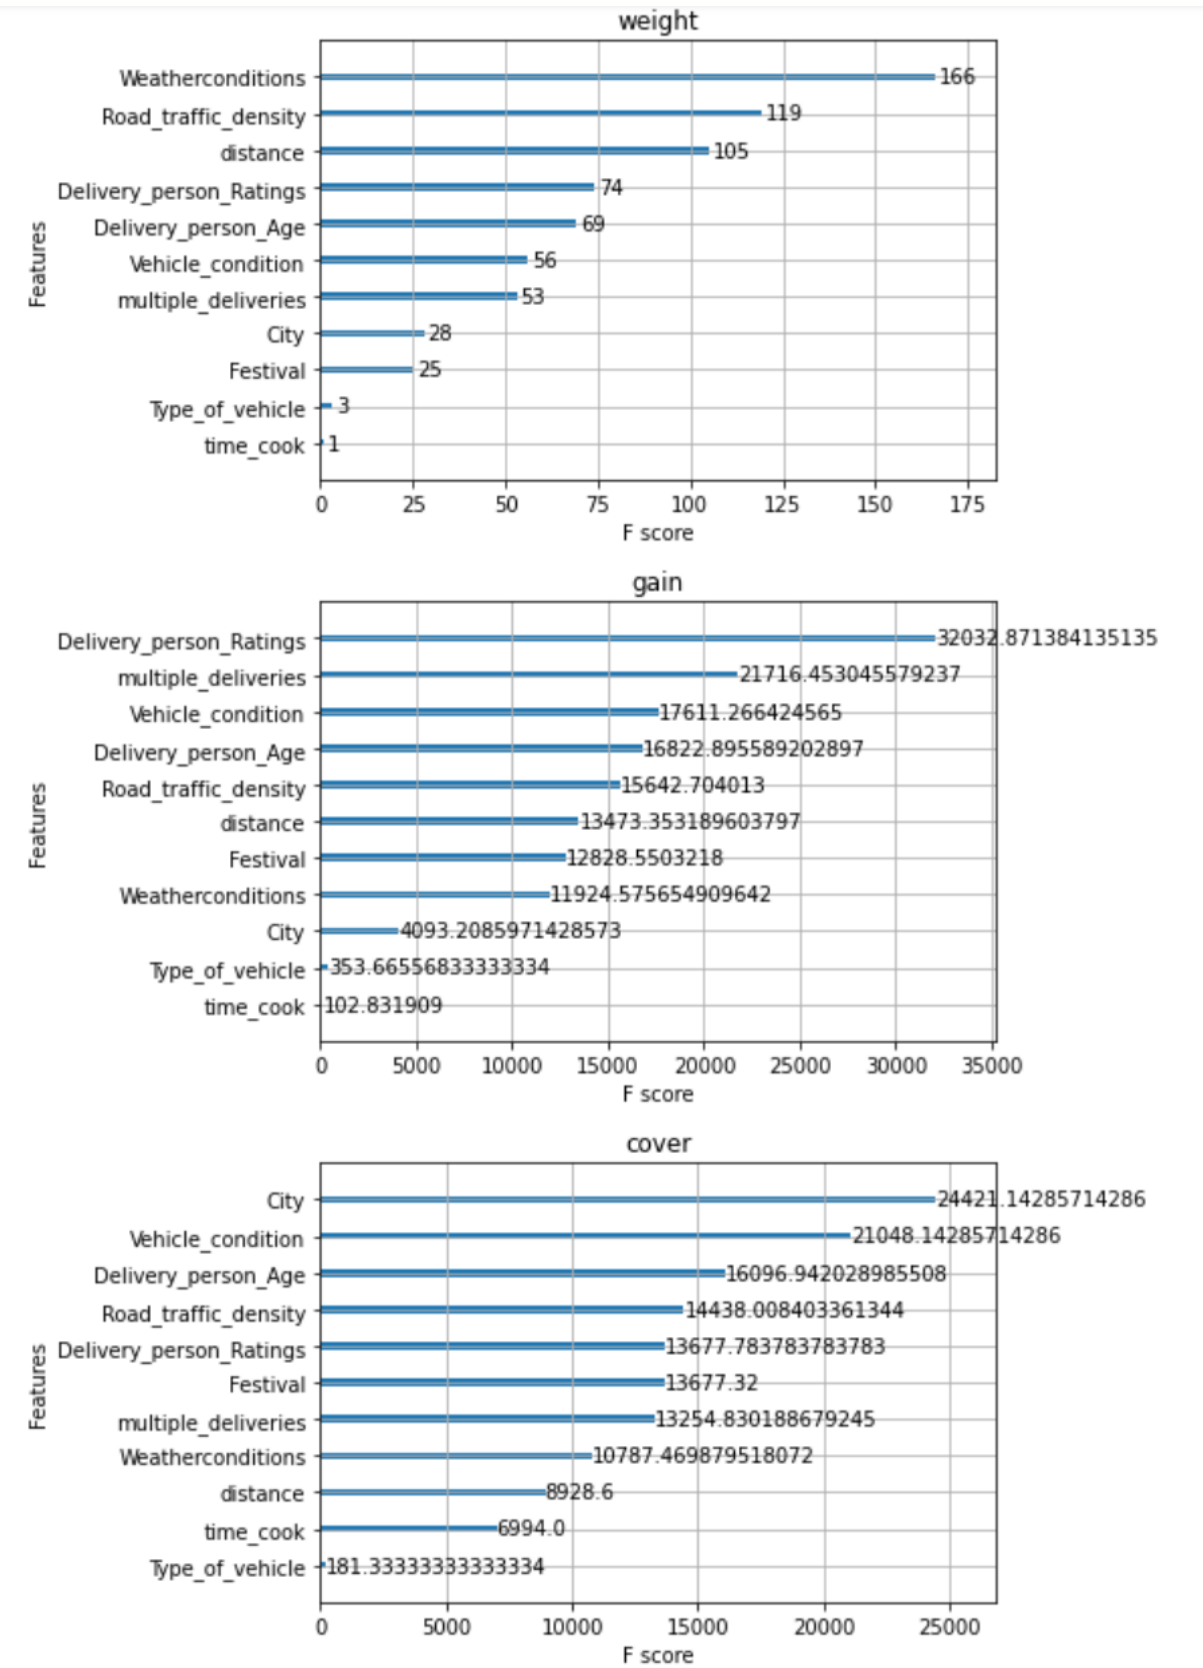 weight
Features
Weatherconditions 166
Road_traffic_density 119
distance 105
Delivery_person_Ratings 74
Delivery_person_Age 69
Vehicle_condition 56
multiple_deliveries 53
City 28
Festival 25
Type_of_vehicle 3
time_cook 1
0 25 50 75 100 125 150 175
F score
gain
Features
Delivery_person_Ratings 32032.871384135135
multiple_deliveries 21716.453045579237
Vehicle_condition 17611.266424565
Delivery_person_Age 16822.895589202897
Road_traffic_density 15642.704013
distance 13473.353189603797
Festival 12828.5503218
Weatherconditions 11924.575654909642
City 4093.2085971428573
Type_of_vehicle 353.66556833333334
time_cook 102.831909
0 5000 10000 15000 20000 25000 30000 35000
F score
cover
Features
City 24421.14285714286
Vehicle_condition 21048.14285714286
Delivery_person_Age 16096.942028985508
Road_traffic_density 14438.008403361344
Delivery_person_Ratings 13677.783783783783
Festival 13677.32
multiple_deliveries 13254.830188679245
Weatherconditions 10787.469879518072
distance 8928.6
time_cook 6994.0
Type_of_vehicle 181.33333333333334
0 5000 10000 15000 20000 25000
F score